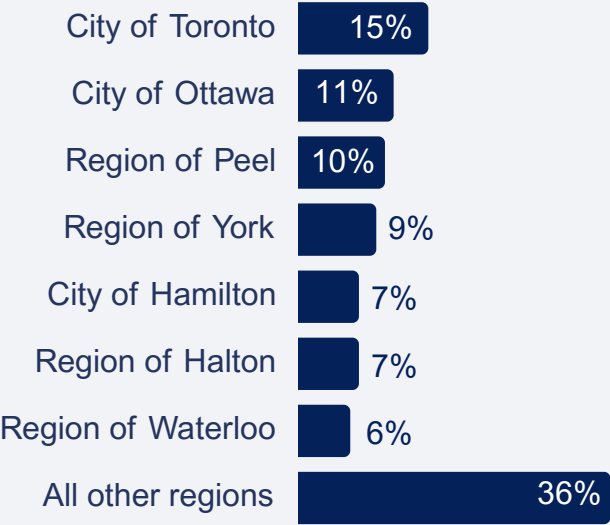 City of Toronto 15%
City of Ottawa 11%
Region of Peel 10%
Region of York 9%
City of Hamilton 7%
Region of Halton 7%
Region of Waterloo 6%
All other regions 36%